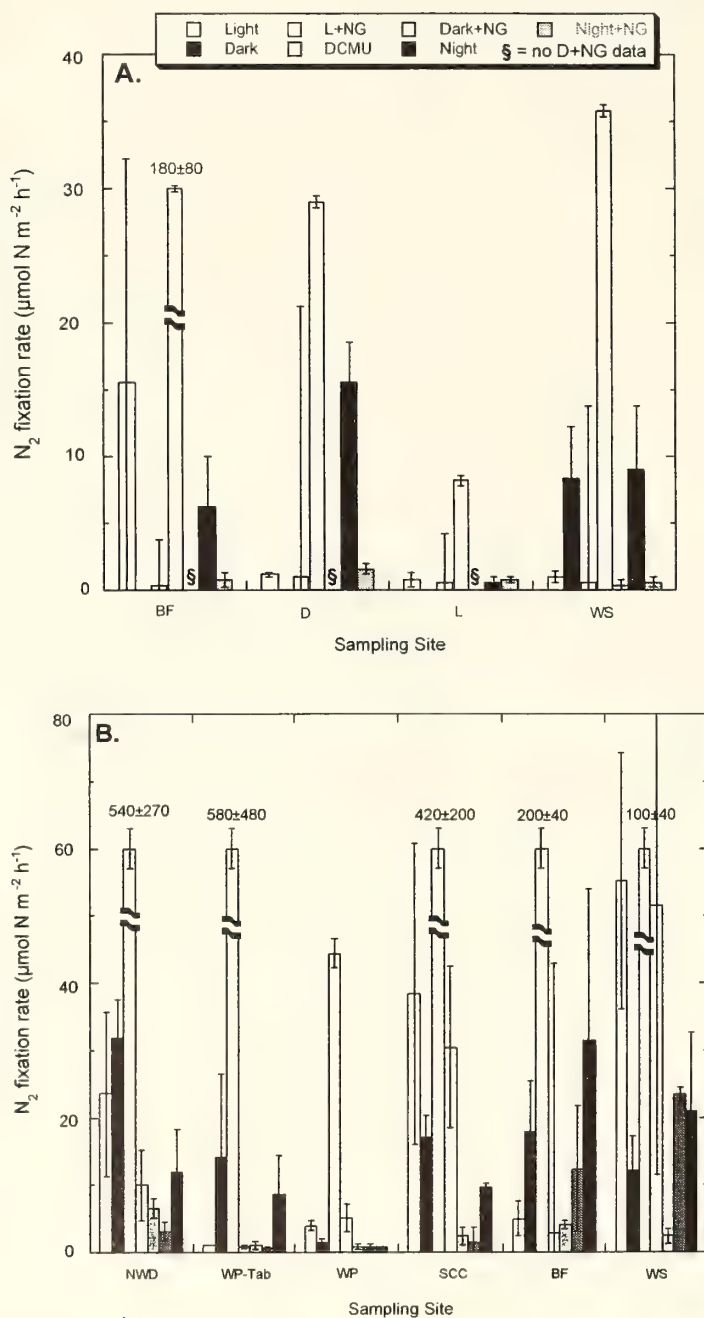 Light L+NG Dark+NG Night+NG
Dark DCMU Night § = no D+NG data
A.
40
30
20
10
0
N₂ fixation rate (µmol N m⁻² h⁻¹)
180±80
§ § §
BF D L WS
Sampling Site
B.
80
60
40
20
0
N₂ fixation rate (µmol N m⁻² h⁻¹)
540±270 580±480 420±200 200±40 100±40
NWD WP-Tab WP SCC BF WS
Sampling Site